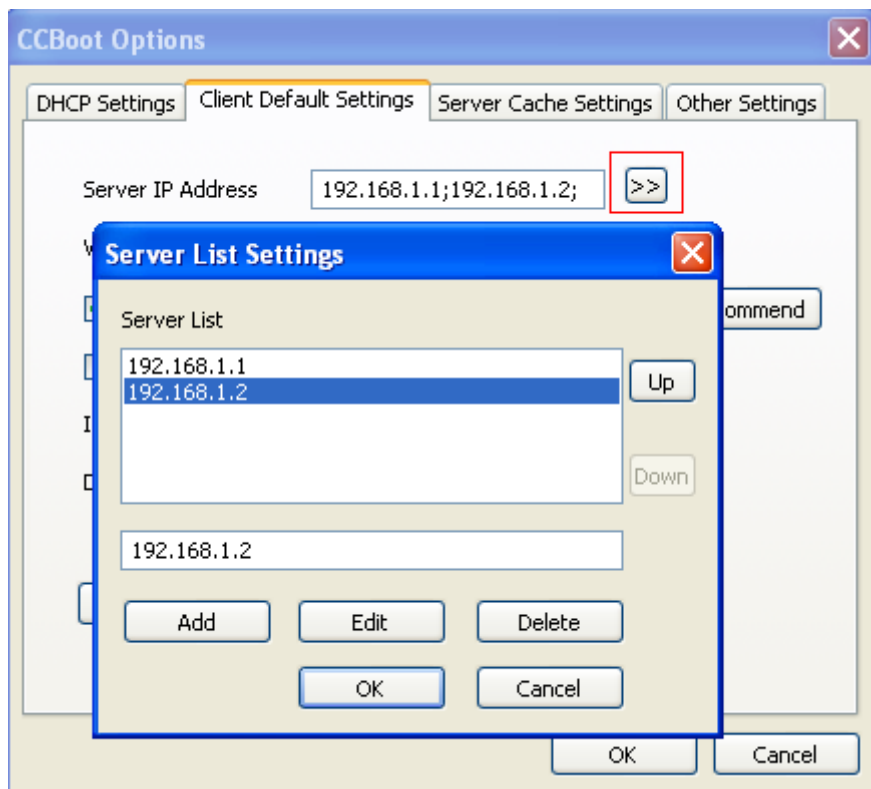 CCBoot Options
DHCP Settings Client Default Settings Server Cache Settings Other Settings
Server IP Address 192.168.1.1;192.168.1.2; >>
Server List Settings
ommend
Server List
192.168.1.1
192.168.1.2
Up
Down
192.168.1.2
Add Edit Delete
OK Cancel
OK Cancel